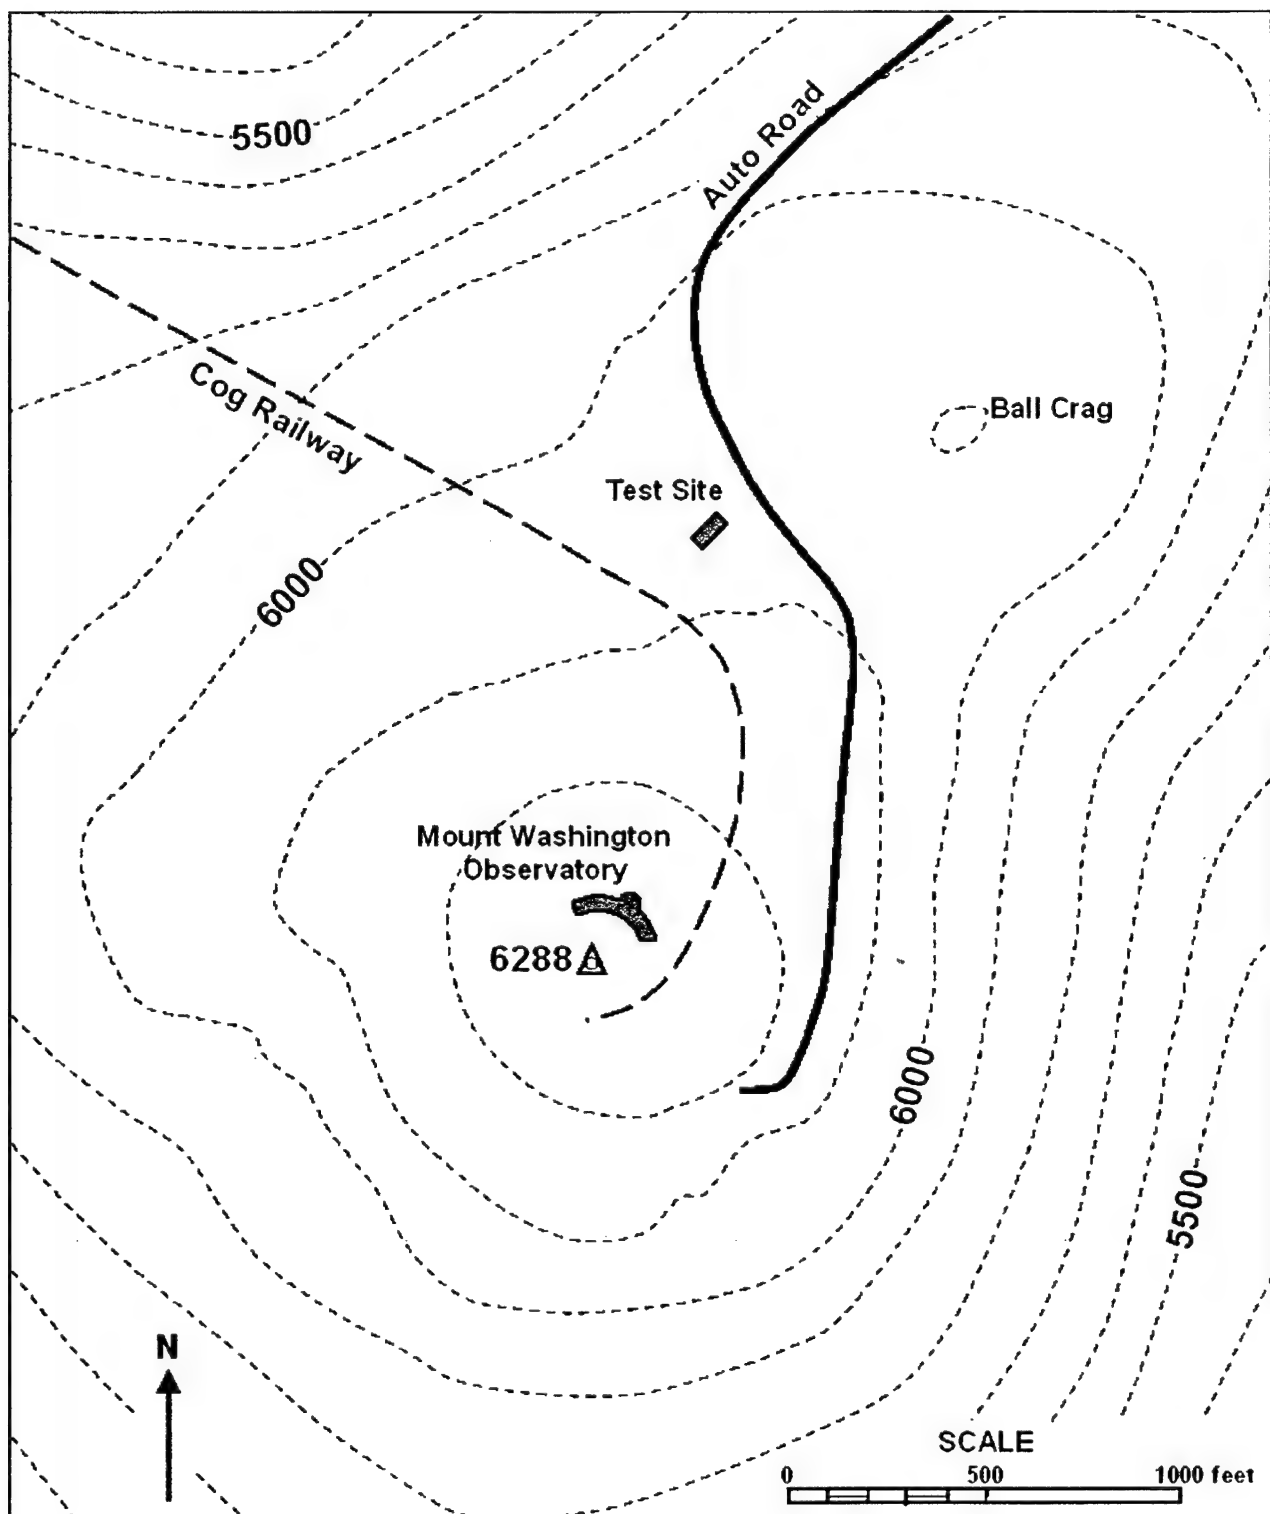 5500
Auto Road
Ball Crag
Cog Railway
Test Site
6000
Mount Washington
Observatory
6288
6000
5500
N
SCALE
0 500 1000 feet